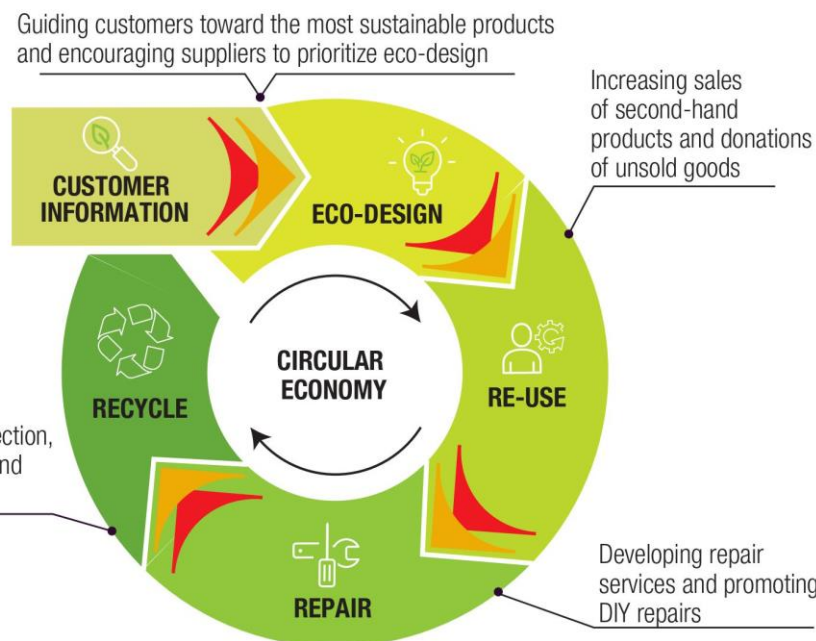 Guiding customers toward the most sustainable products
and encouraging suppliers to prioritize eco-design
Increasing sales
of second-hand
products and donations
of unsold goods
CUSTOMER
INFORMATION
ECO-DESIGN
CIRCULAR
ECONOMY
RE-USE
RECYCLE
REPAIR
Developing repair
services and promoting
DIY repairs